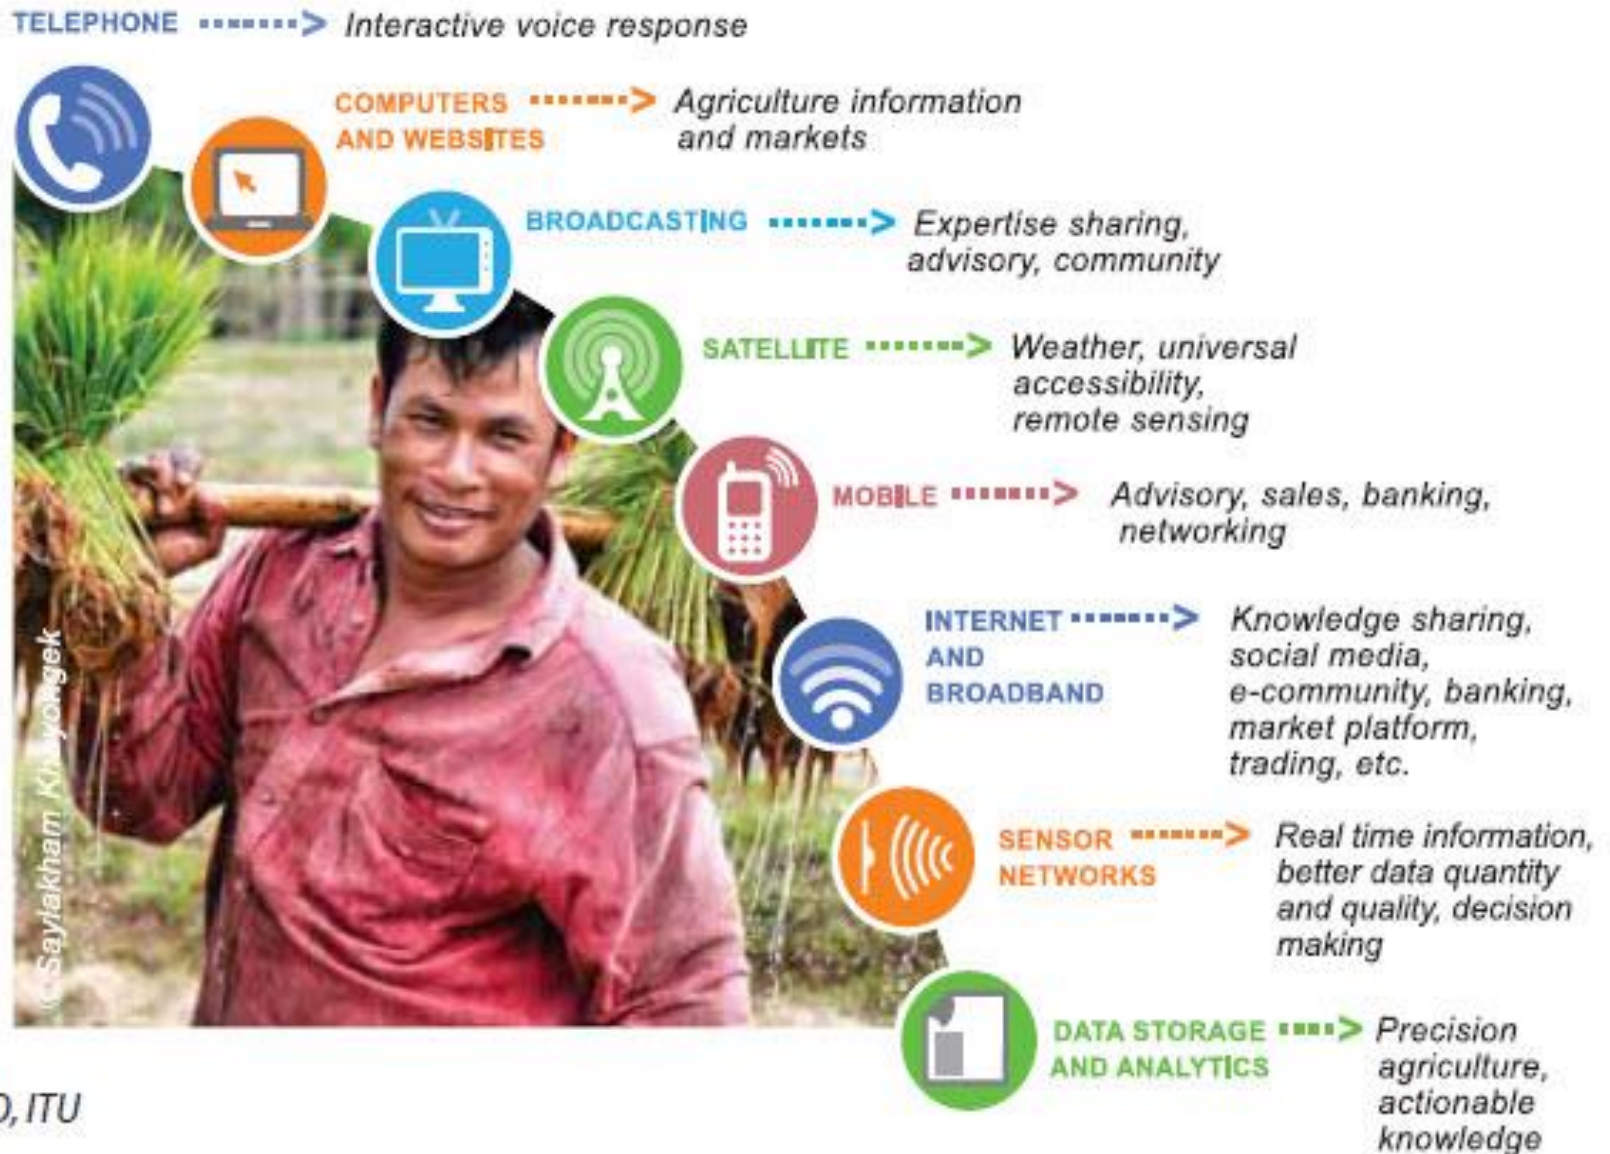 TELEPHONE > Interactive voice response
COMPUTERS > Agriculture information
AND WEBSITES and markets
BROADCASTING > Expertise sharing,
advisory, community
SATELLITE > Weather, universal
accessibility,
remote sensing
MOBILE > Advisory, sales, banking,
networking
INTERNET > Knowledge sharing,
AND social media,
BROADBAND e-community, banking,
market platform,
trading, etc.
SENSOR > Real time information,
NETWORKS better data quantity
and quality, decision
making
DATA STORAGE > Precision
AND ANALYTICS agriculture,
actionable
knowledge
© Saylakham
, ITU